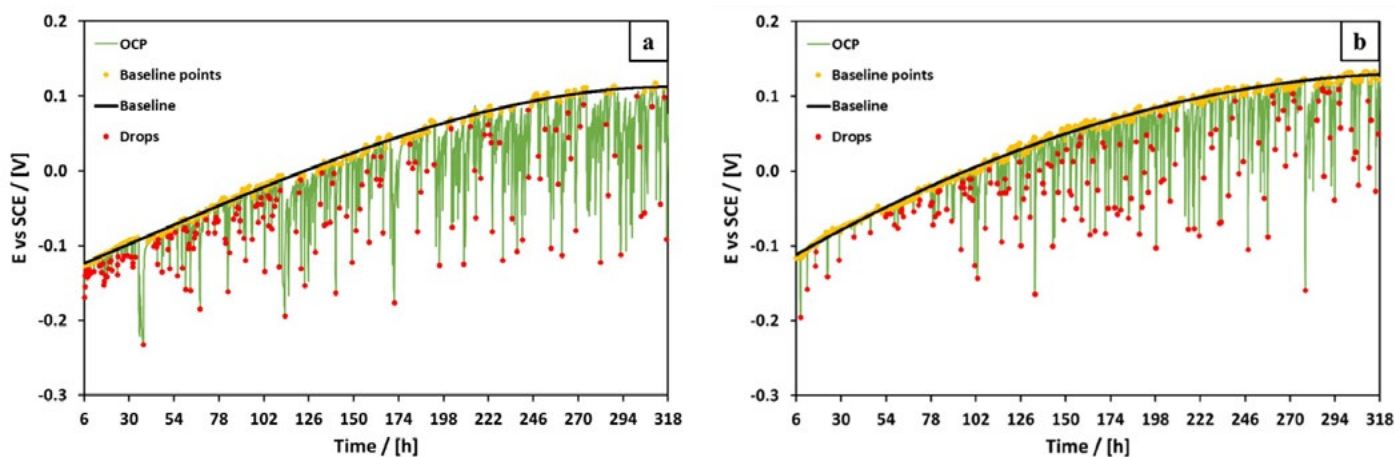 a
OCP
Baseline points
Baseline
Drops
E vs SCE / [V]
0.2
0.1
0.0
-0.1
-0.2
-0.3
6 30 54 78 102 126 150 174 198 222 246 270 294 318
Time / [h]
b
OCP
Baseline points
Baseline
Drops
E vs SCE / [V]
0.2
0.1
0.0
-0.1
-0.2
-0.3
6 30 54 78 102 126 150 174 198 222 246 270 294 318
Time / [h]